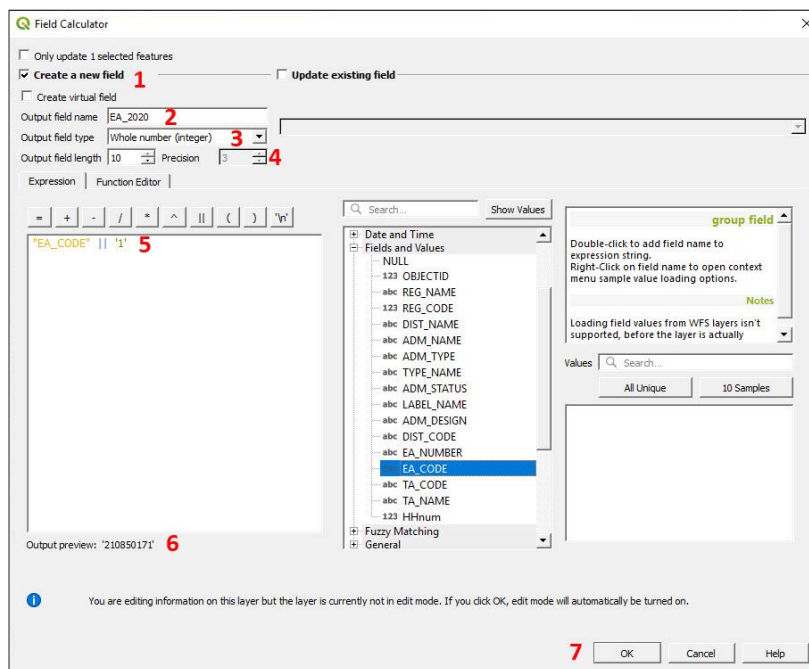 Field Calculator
Only update 1 selected features
Create a new field 1
Update existing field
Create virtual field
Output field name EA_2020 2
Output field type Whole number (integer) 3
Output field length 10 Precision 3 4
Expression Function Editor
= + - / * ^ || ( ) '\n'
"EA_CODE" || '1' 5
Output preview: '210850171' 6
Search... Show Values
Date and Time
Fields and Values
NULL
123 OBJECTID
abc REG_NAME
123 REG_CODE
abc DIST_NAME
abc ADM_NAME
abc ADM_TYPE
abc TYPE_NAME
abc ADM_STATUS
abc LABEL_NAME
abc ADM_DESIGN
abc DIST_CODE
abc EA_NUMBER
EA_CODE
abc TA_CODE
abc TA_NAME
123 HHnum
Fuzzy Matching
General
group field
Double-click to add field name to
expression string.
Right-Click on field name to open context
menu sample value loading options.
Notes
Loading field values from WFS layers isn't
supported, before the layer is actually
Values Search...
All Unique 10 Samples
You are editing information on this layer but the layer is currently not in edit mode. If you click OK, edit mode will automatically be turned on.
7 OK Cancel Help